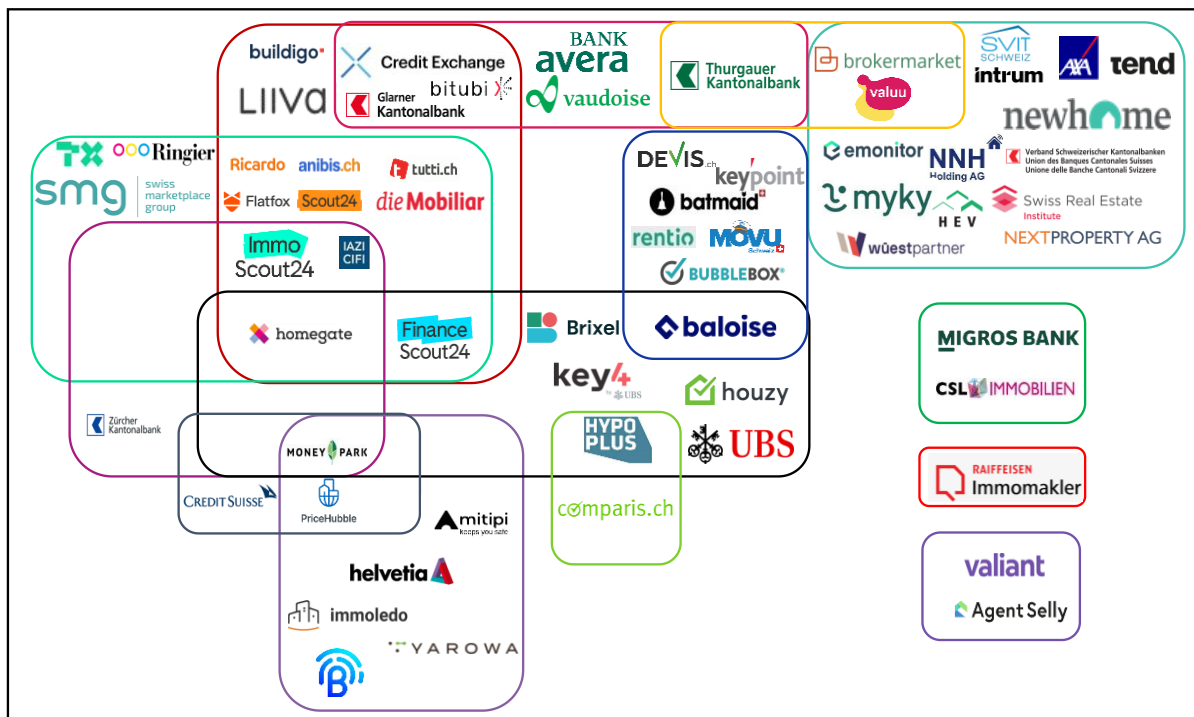 buildigo
LIIVA
Credit Exchange
bitubi
Glarner
Kantonalbank
BANK
avera
vaudoise
Thurgauer
Kantonalbank
brokermarket
valuu
SVIT
SCHWEIZ
intrum
AXA
tend
newhome
TX
Ringier
smg
swiss
marketplace
group
Ricardo
anibis.ch
tutti.ch
Flatfox
Scout24
die Mobiliar
Immo
Scout24
IAZI
CIFI
DEVIS.ch
keypoint
batmaid
rentio
MOVU
BUBBLEBOX
emonitor
NNH
Holding AG
Verband Schweizerischer Kantonalbanken
Union des Banques Cantonales Suisses
Unione delle Banche Cantonali Svizzere
myky
HEV
Swiss Real Estate
Institute
wüestpartner
NEXTPROPERTY AG
homegate
Finance
Scout24
Brixel
baloise
key4
by UBS
houzy
HYPO
PLUS
UBS
Zürcher
Kantonalbank
MONEY PARK
CREDIT SUISSE
PriceHubble
mitipi
keeps you safe
comparis.ch
helvetia
immoledo
YAROWA
B
MIGROS BANK
CSL IMMOBILIEN
RAIFFEISEN
Immomakler
valiant
Agent Selly